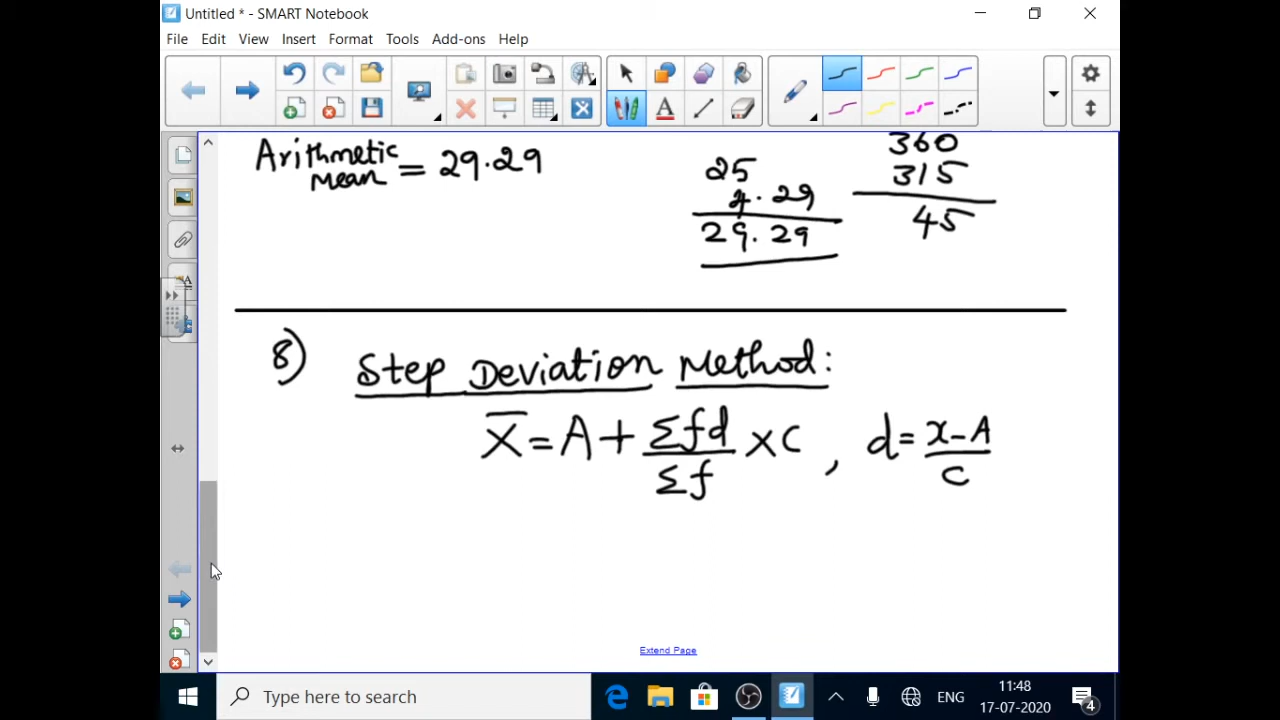 Untitled * - SMART Notebook
File Edit View Insert Format Tools Add-ons Help
Arithmetic mean = 29.29
25
4.29
29.29
360
315
45
8) Step Deviation Method:
X̅ = A + Σfd/Σf × C , d = x-A/C
Extend Page
Type here to search
ENG
11:48
17-07-2020
4